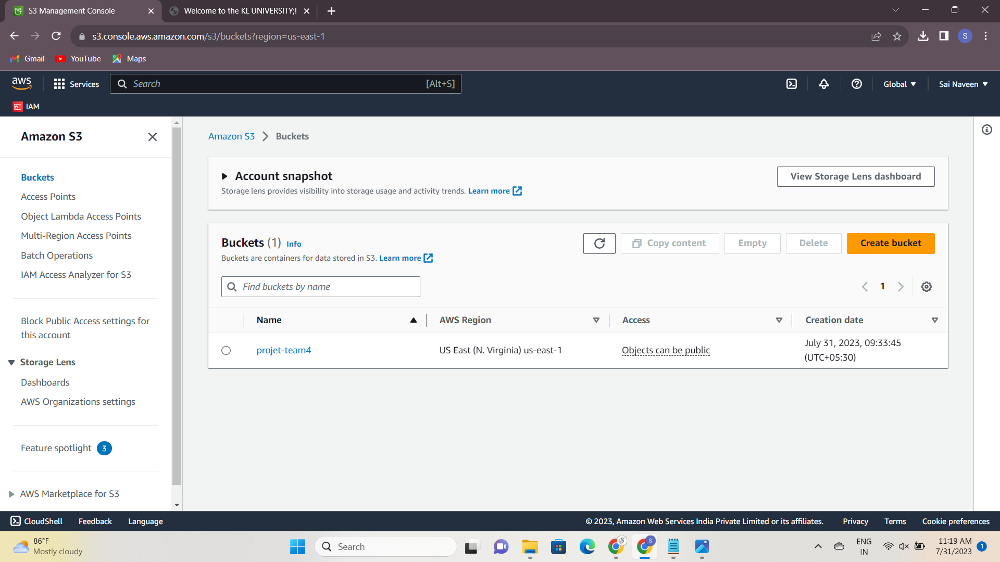 S3 Management Console
Welcome to the KL UNIVERSITY;!
s3.console.aws.amazon.com/s3/buckets?region=us-east-1
S
Gmail
YouTube
Maps
aws
Services
Search
[Alt+S]
Global
Sai Naveen
IAM
Amazon S3
Buckets
Access Points
Object Lambda Access Points
Multi-Region Access Points
Batch Operations
IAM Access Analyzer for S3
Block Public Access settings for
this account
Storage Lens
Dashboards
AWS Organizations settings
Feature spotlight 3
AWS Marketplace for S3
Amazon S3 > Buckets
Account snapshot
Storage lens provides visibility into storage usage and activity trends. Learn more
View Storage Lens dashboard
Buckets (1) Info
Buckets are containers for data stored in S3. Learn more
Copy content
Empty
Delete
Create bucket
Find buckets by name
1
Name
AWS Region
Access
Creation date
projet-team4
US East (N. Virginia) us-east-1
Objects can be public
July 31, 2023, 09:33:45
(UTC+05:30)
CloudShell
Feedback
Language
© 2023, Amazon Web Services India Private Limited or its affiliates.
Privacy
Terms
Cookie preferences
86°F
Mostly cloudy
Search
S
ENG
IN
11:19 AM
7/31/2023
1